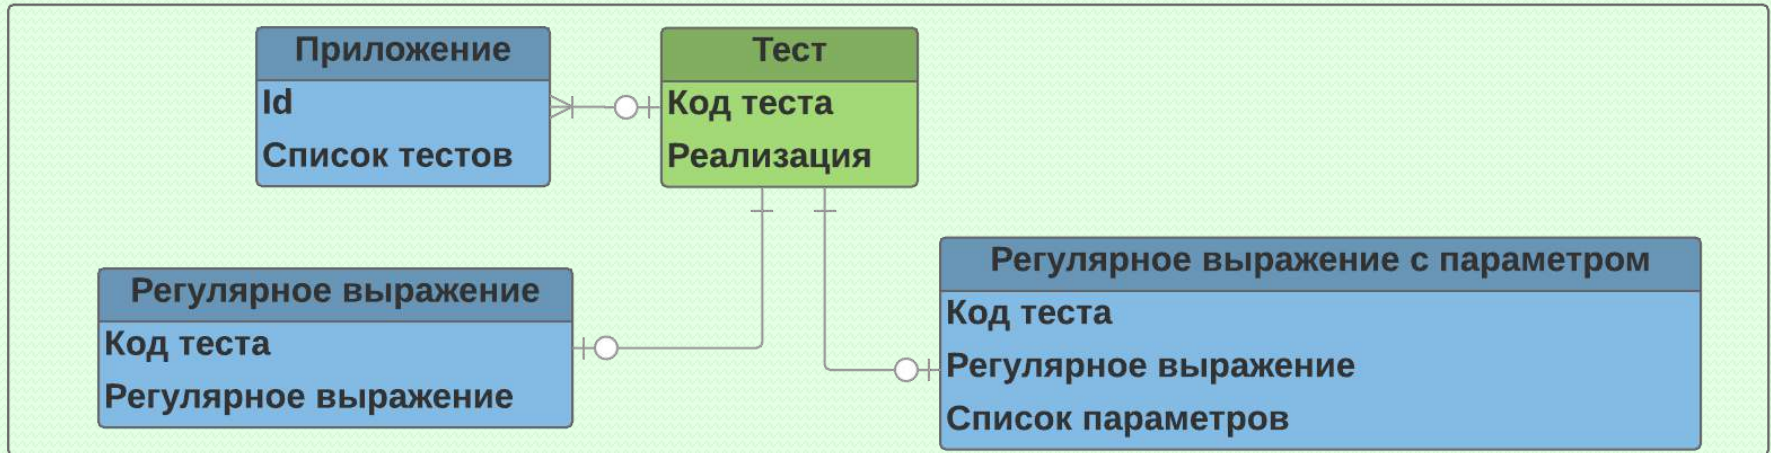 Приложение
Id
Список тестов
Тест
Код теста
Реализация
Регулярное выражение
Код теста
Регулярное выражение
Регулярное выражение с параметром
Код теста
Регулярное выражение
Список параметров